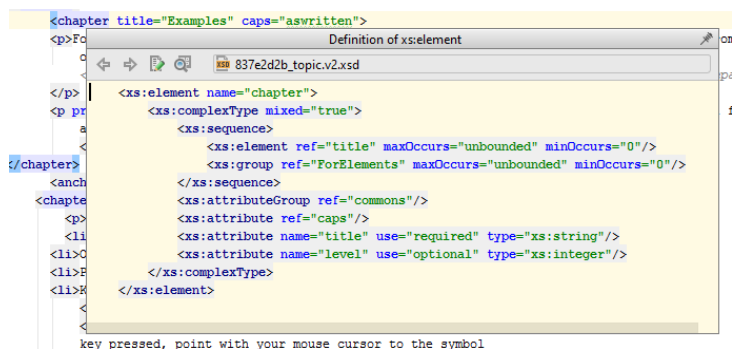 <chapter title="Examples" caps="aswritten">
<p>Fo
Definition of xs:element
om
837e2d2b_topic.v2.xsd
</p>
<xs:element name="chapter">
<p pr
<xs:complexType mixed="true">
f
a
<xs:sequence>
<
<xs:element ref="title" maxOccurs="unbounded" minOccurs="0"/>
</chapter>
<xs:group ref="ForElements" maxOccurs="unbounded" minOccurs="0"/>
<anch
</xs:sequence>
<chapte
<xs:attributeGroup ref="commons"/>
<p>
<xs:attribute ref="caps"/>
<li
<xs:attribute name="title" use="required" type="xs:string"/>
<li>O
<xs:attribute name="level" use="optional" type="xs:integer"/>
<li>P
</xs:complexType>
<li>K
</xs:element>
<
<
key pressed, point with your mouse cursor to the symbol